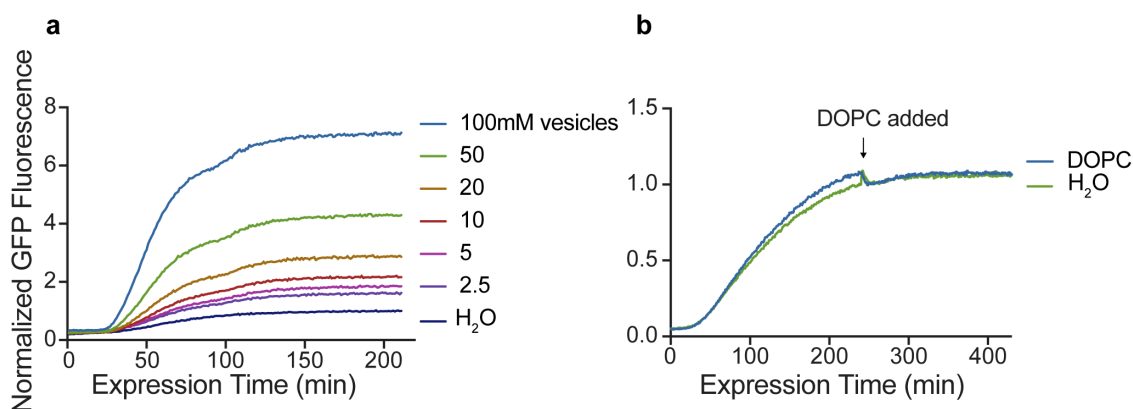 a
Normalized GFP Fluorescence
8
6
4
2
0
0 50 100 150 200
Expression Time (min)
100mM vesicles
50
20
10
5
2.5
H₂O
b
1.5
1.0
0.5
0.0
0 100 200 300 400
Expression Time (min)
DOPC added
DOPC
H₂O